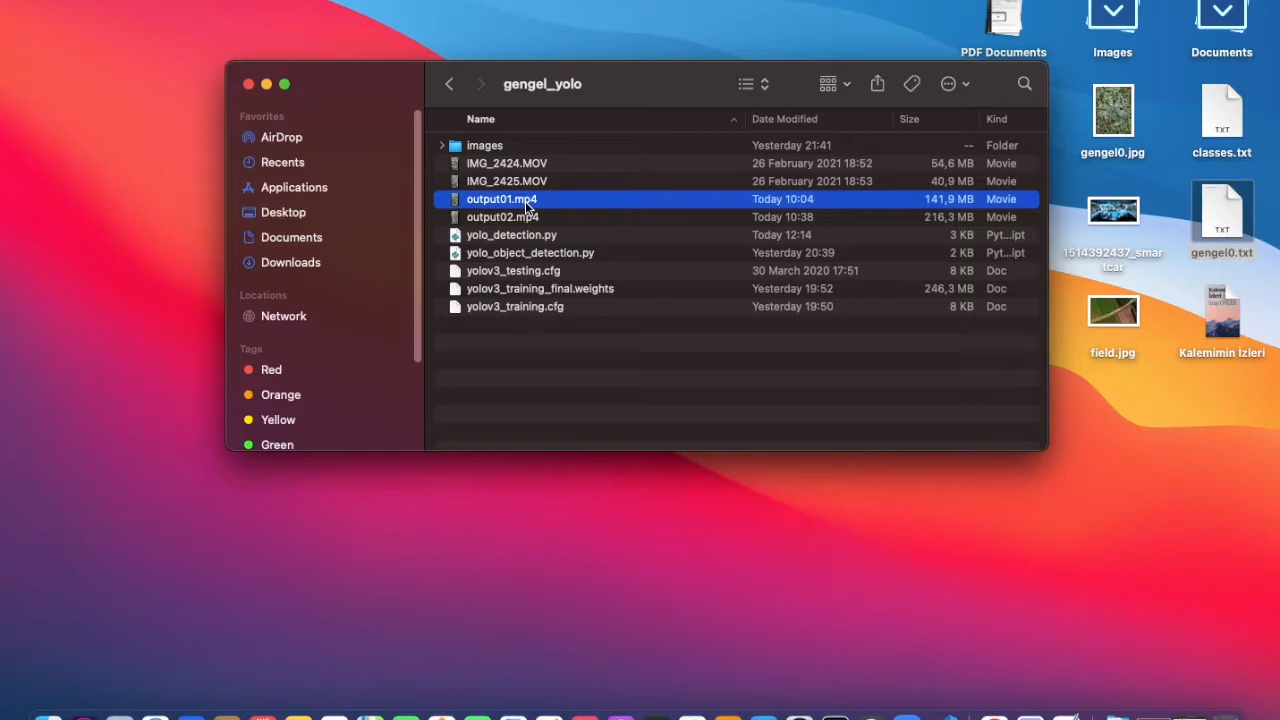 PDF Documents
Images
Documents
gengel_yolo
Favorites
AirDrop
Recents
Applications
Desktop
Documents
Downloads
Locations
Network
Tags
Red
Orange
Yellow
Green
Name Date Modified Size Kind
images Yesterday 21:41 -- Folder
IMG_2424.MOV 26 February 2021 18:52 54,6 MB Movie
IMG_2425.MOV 26 February 2021 18:53 40,9 MB Movie
output01.mp4 Today 10:04 141,9 MB Movie
output02.mp4 Today 10:38 216,3 MB Movie
yolo_detection.py Today 12:14 3 KB Pyt...ipt
yolo_object_detection.py Yesterday 20:39 2 KB Pyt...ipt
yolov3_testing.cfg 30 March 2020 17:51 8 KB Doc
yolov3_training_final.weights Yesterday 19:52 246,3 MB Doc
yolov3_training.cfg Yesterday 19:50 8 KB Doc
gengel0.jpg
TXT
classes.txt
1514392437_sma
rtcar
TXT
gengel0.txt
field.jpg
Kalemimin İzleri